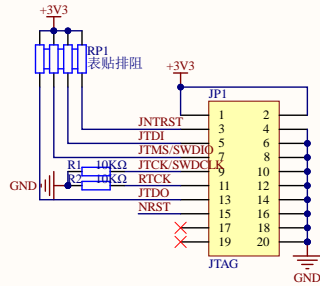 +3V3
RP1
表贴排阻
+3V3
JP1
1 2
JNTRST 3 4
JTDI 5 6
JTMS/SWDIO 7 8
R1 10KΩ JTCK/SWDCLK 9 10
GND R2 10KΩ RTCK 11 12
JTDO 13 14
NRST 15 16
17 18
19 20
JTAG GND